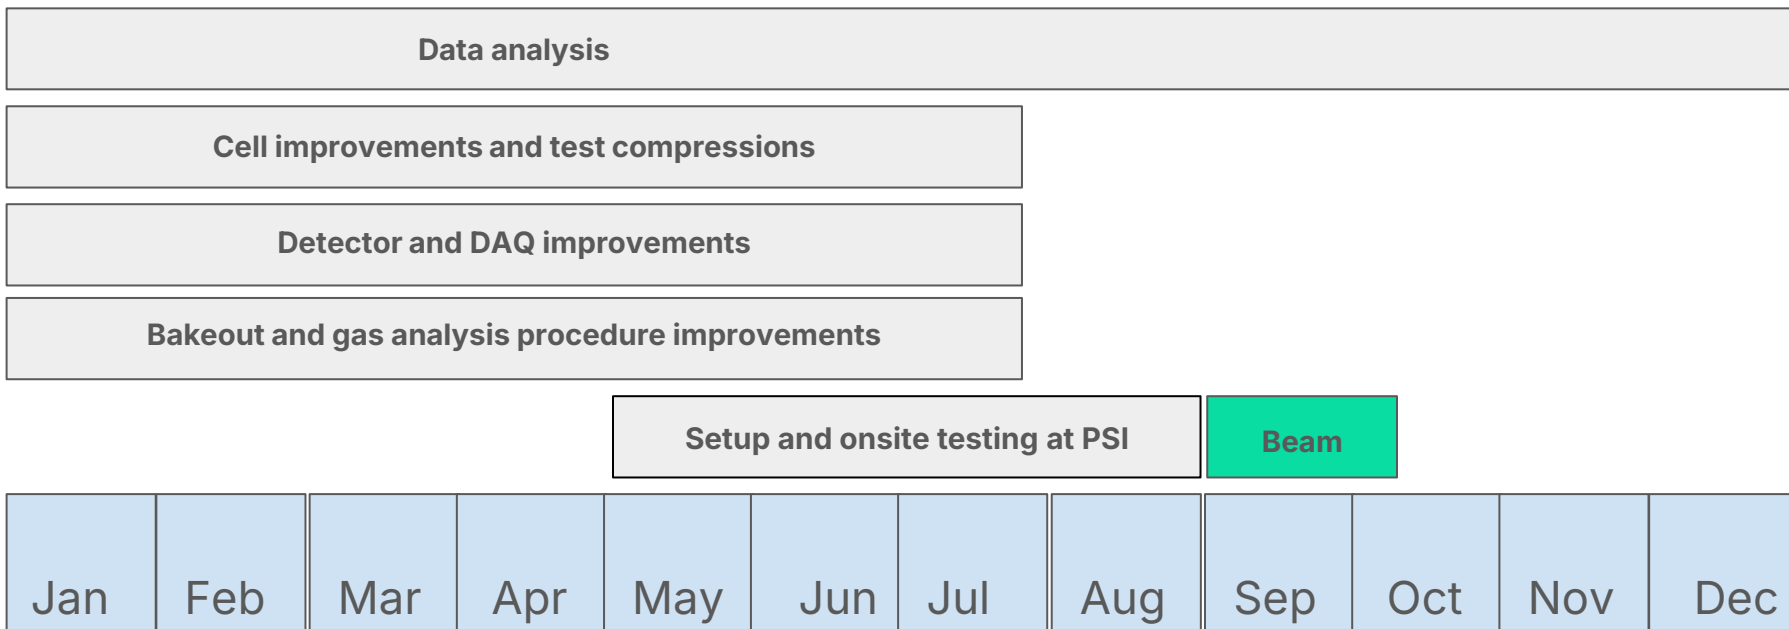 Data analysis
Cell improvements and test compressions
Detector and DAQ improvements
Bakeout and gas analysis procedure improvements
Setup and onsite testing at PSI
Beam
Jan
Feb
Mar
Apr
May
Jun
Jul
Aug
Sep
Oct
Nov
Dec